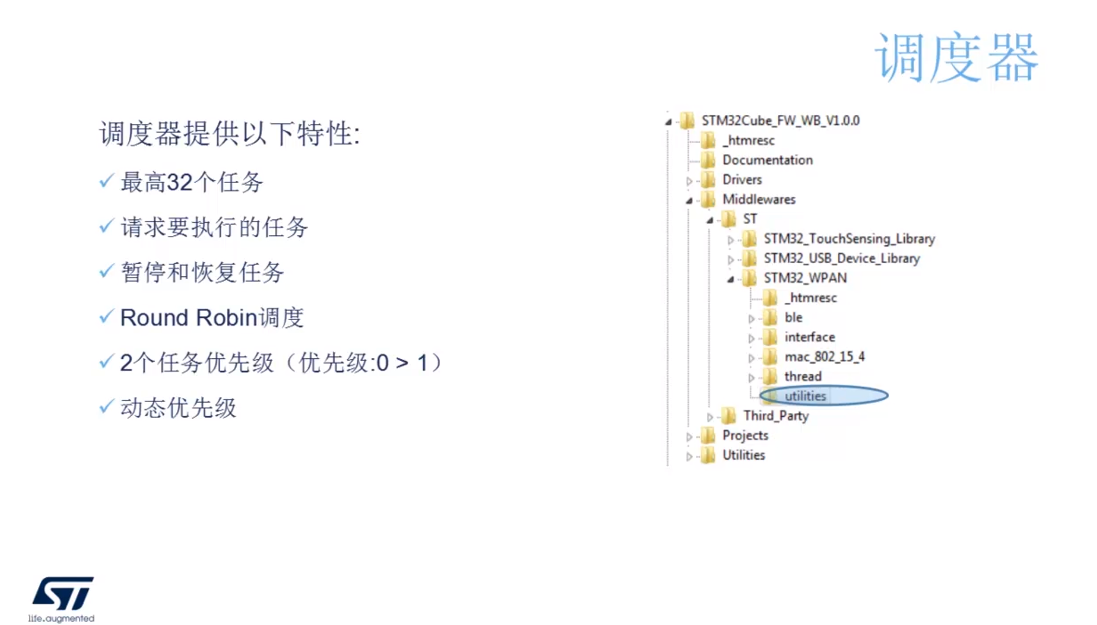 调度器
调度器提供以下特性:
最高32个任务
请求要执行的任务
暂停和恢复任务
Round Robin调度
2个任务优先级（优先级:0 > 1）
动态优先级
STM32Cube_FW_WB_V1.0.0
_htmresc
Documentation
Drivers
Middlewares
ST
STM32_TouchSensing_Library
STM32_USB_Device_Library
STM32_WPAN
_htmresc
ble
interface
mac_802_15_4
thread
utilities
Third_Party
Projects
Utilities
ST
life.augmented